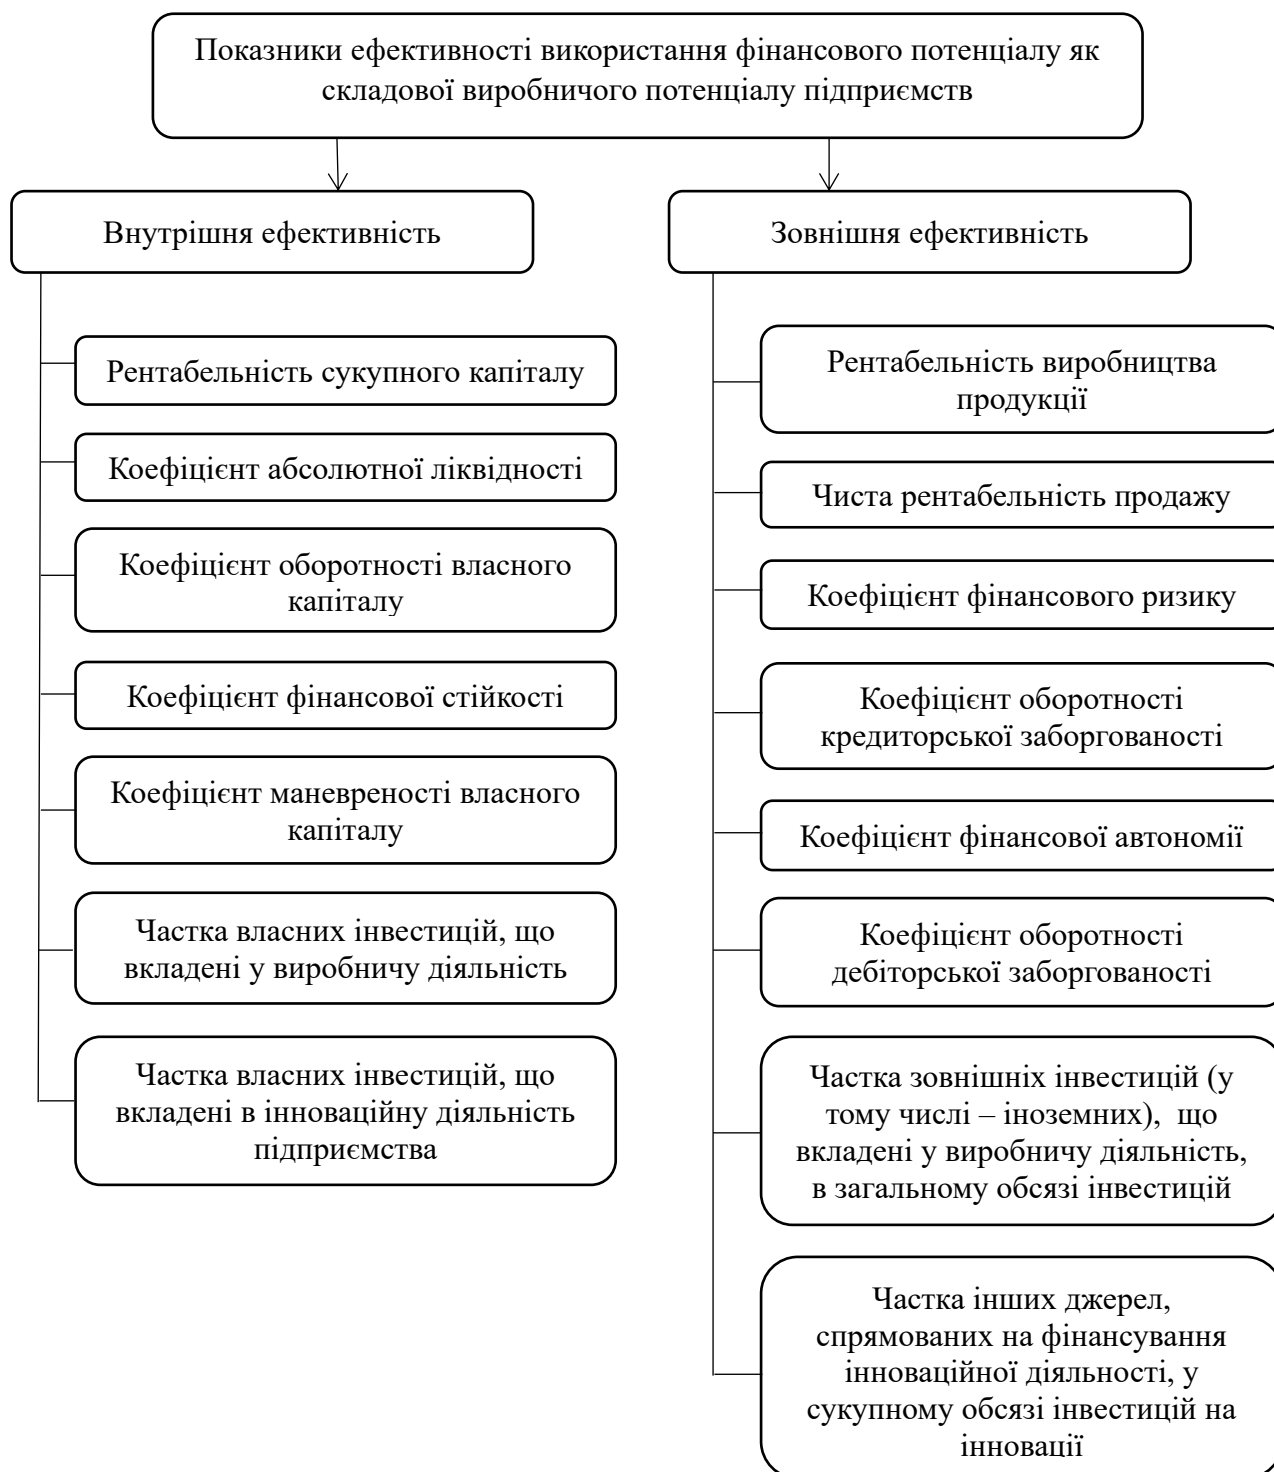 Показники ефективності використання фінансового потенціалу як
складової виробничого потенціалу підприємств
Внутрішня ефективність
Рентабельність сукупного капіталу
Коефіцієнт абсолютної ліквідності
Коефіцієнт оборотності власного
капіталу
Коефіцієнт фінансової стійкості
Коефіцієнт маневреності власного
капіталу
Частка власних інвестицій, що
вкладені у виробничу діяльність
Частка власних інвестицій, що
вкладені в інноваційну діяльність
підприємства
Зовнішня ефективність
Рентабельність виробництва
продукції
Чиста рентабельність продажу
Коефіцієнт фінансового ризику
Коефіцієнт оборотності
кредиторської заборгованості
Коефіцієнт фінансової автономії
Коефіцієнт оборотності
дебіторської заборгованості
Частка зовнішніх інвестицій (у
тому числі – іноземних),  що
вкладені у виробничу діяльність,
в загальному обсязі інвестицій
Частка інших джерел,
спрямованих на фінансування
інноваційної діяльності, у
сукупному обсязі інвестицій на
інновації